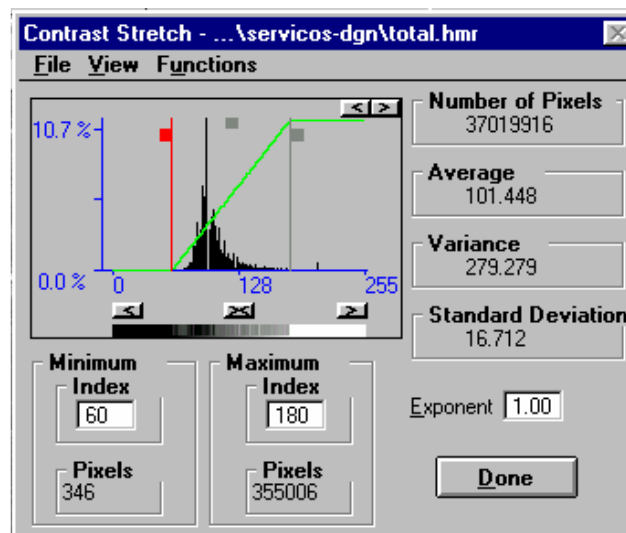 Contrast Stretch - ...\servicos-dgn\total.hmr
File View Functions
10.7 %
0.0 %
0 128 255
< >
< >< >
Number of Pixels
37019916
Average
101.448
Variance
279.279
Standard Deviation
16.712
Minimum
Index
60
Pixels
346
Maximum
Index
180
Pixels
355006
Exponent 1.00
Done